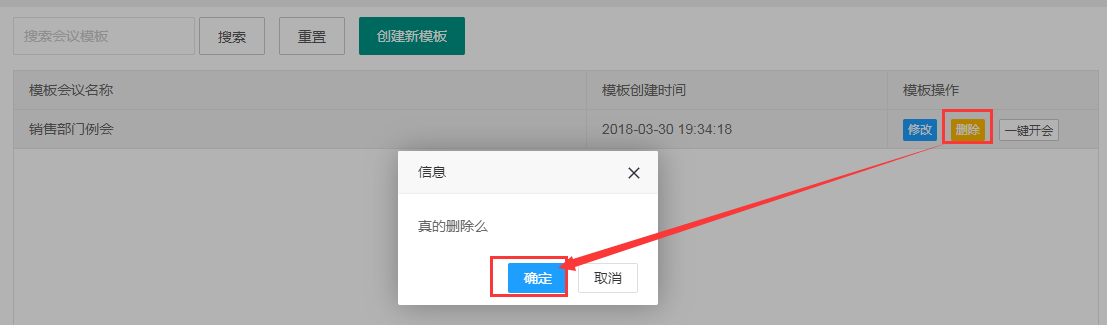 搜索会议模板 搜索 重置 创建新模板
模板会议名称 模板创建时间 模板操作
销售部门例会 2018-03-30 19:34:18 修改 删除 一键开会
信息
真的删除么
确定 取消